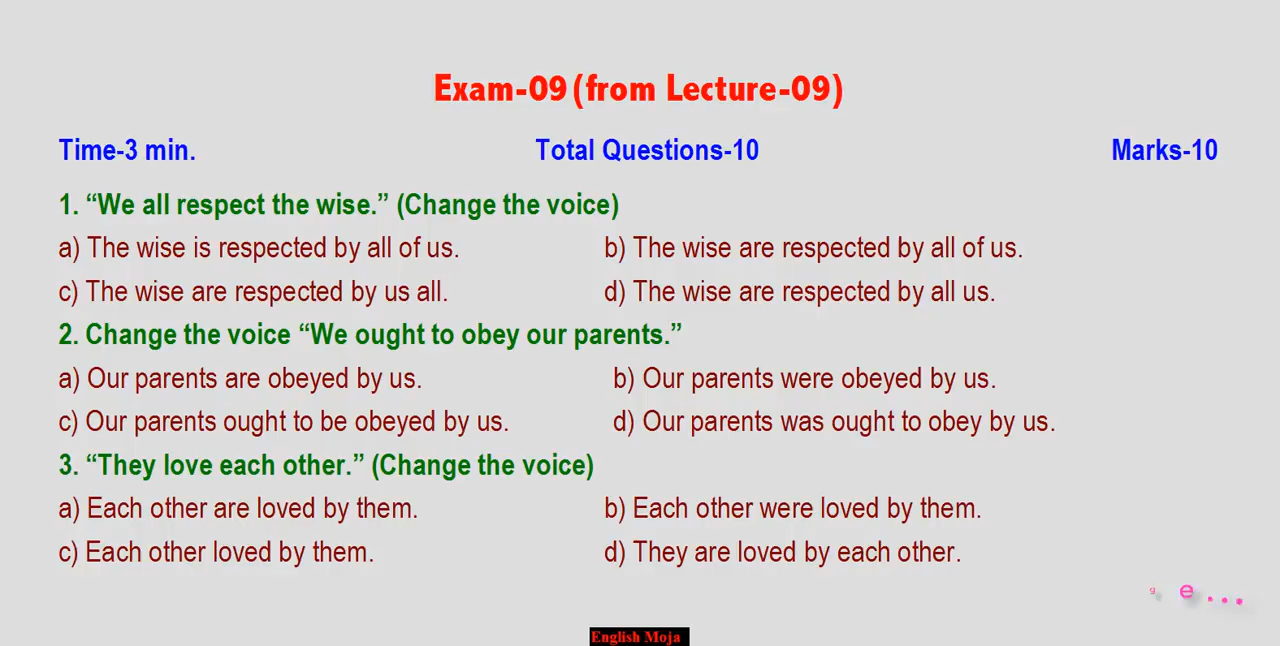 Exam-09 (from Lecture-09)
Time-3 min. Total Questions-10 Marks-10
1. “We all respect the wise.” (Change the voice)
a) The wise is respected by all of us. b) The wise are respected by all of us.
c) The wise are respected by us all. d) The wise are respected by all us.
2. Change the voice “We ought to obey our parents.”
a) Our parents are obeyed by us. b) Our parents were obeyed by us.
c) Our parents ought to be obeyed by us. d) Our parents was ought to obey by us.
3. “They love each other.” (Change the voice)
a) Each other are loved by them. b) Each other were loved by them.
c) Each other loved by them. d) They are loved by each other.
g e...
English Moja